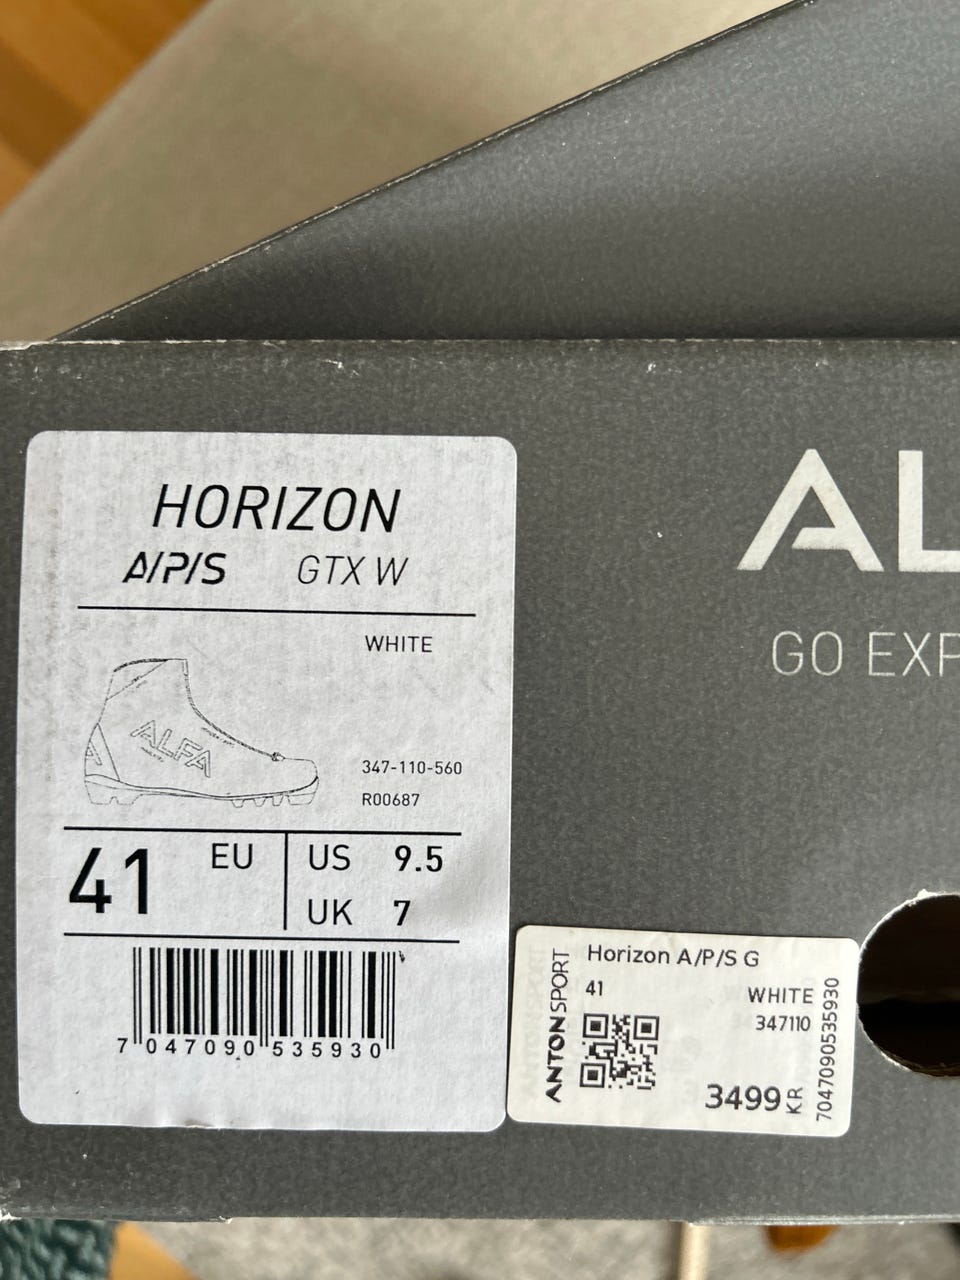 HORIZON
A/P/S GTX W
WHITE
ALFA
347-110-560
R00687
41 EU
US 9.5
UK 7
7 047090 535930
AL
GO EXP
ANTON SPORT
Horizon A/P/S G
41 WHITE
347110
3499 KR
7047090535930